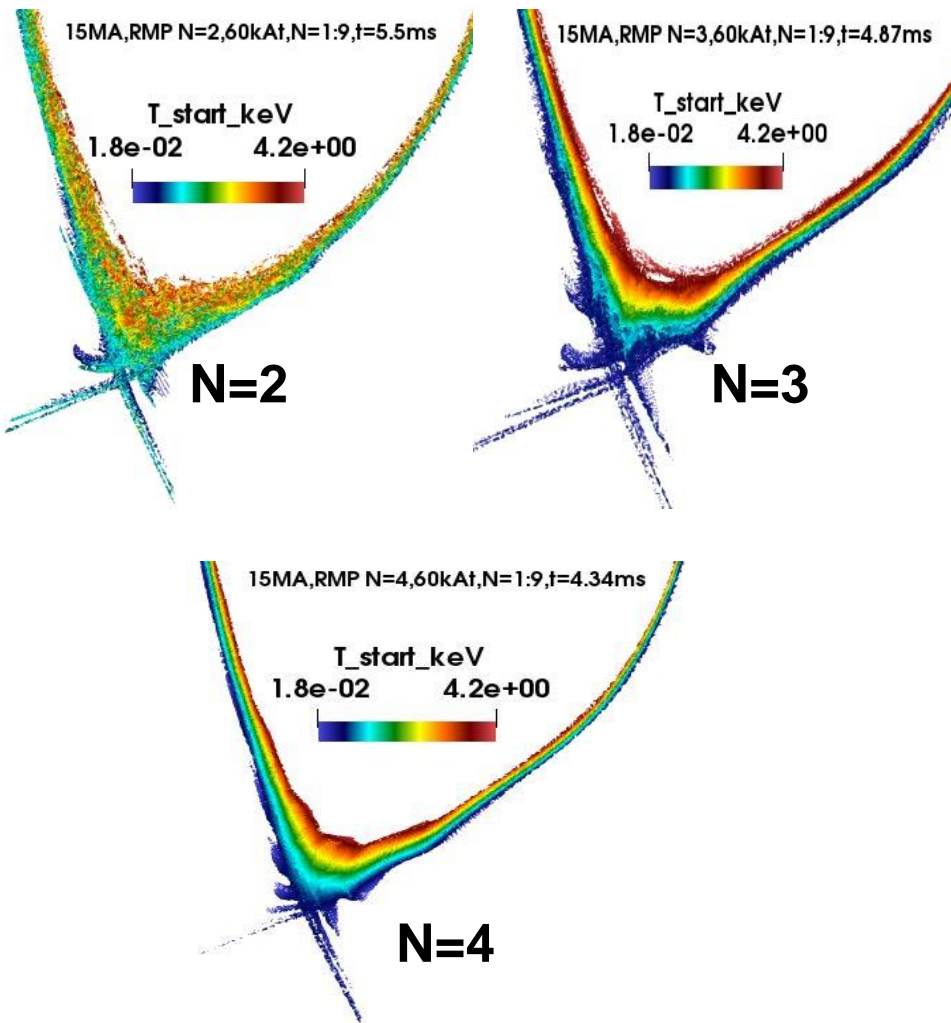 15MA,RMP N=2,60kAt,N=1:9,t=5.5ms
T_start_keV
1.8e-02 4.2e+00
N=2
15MA,RMP N=3,60kAt,N=1:9,t=4.87ms
T_start_keV
1.8e-02 4.2e+00
N=3
15MA,RMP N=4,60kAt,N=1:9,t=4.34ms
T_start_keV
1.8e-02 4.2e+00
N=4